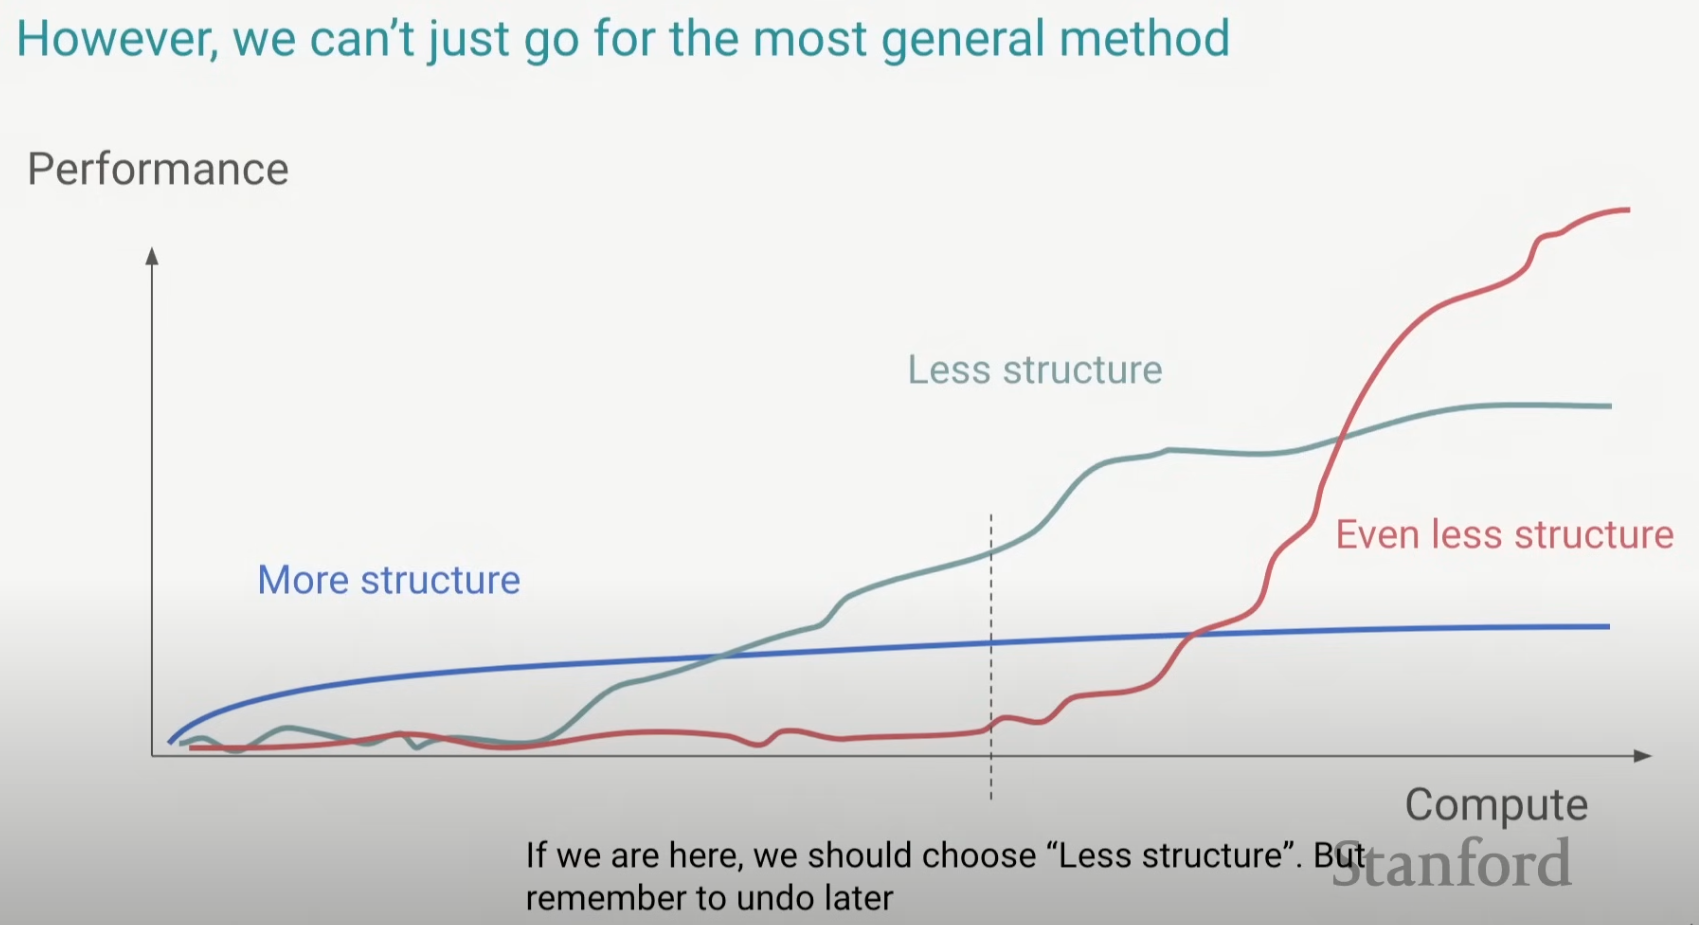 However, we can’t just go for the most general method
Performance
Less structure
Even less structure
More structure
Compute
If we are here, we should choose “Less structure”. But
remember to undo later
Stanford